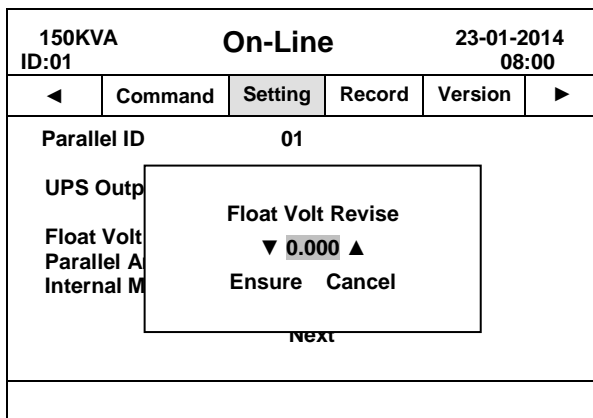 150KVA On-Line 23-01-2014
ID:01 08:00
◄ Command Setting Record Version ►
Parallel ID 01
UPS Outp
Float Volt
Parallel A
Internal M
Float Volt Revise
▼ 0.000 ▲
Ensure Cancel
Next